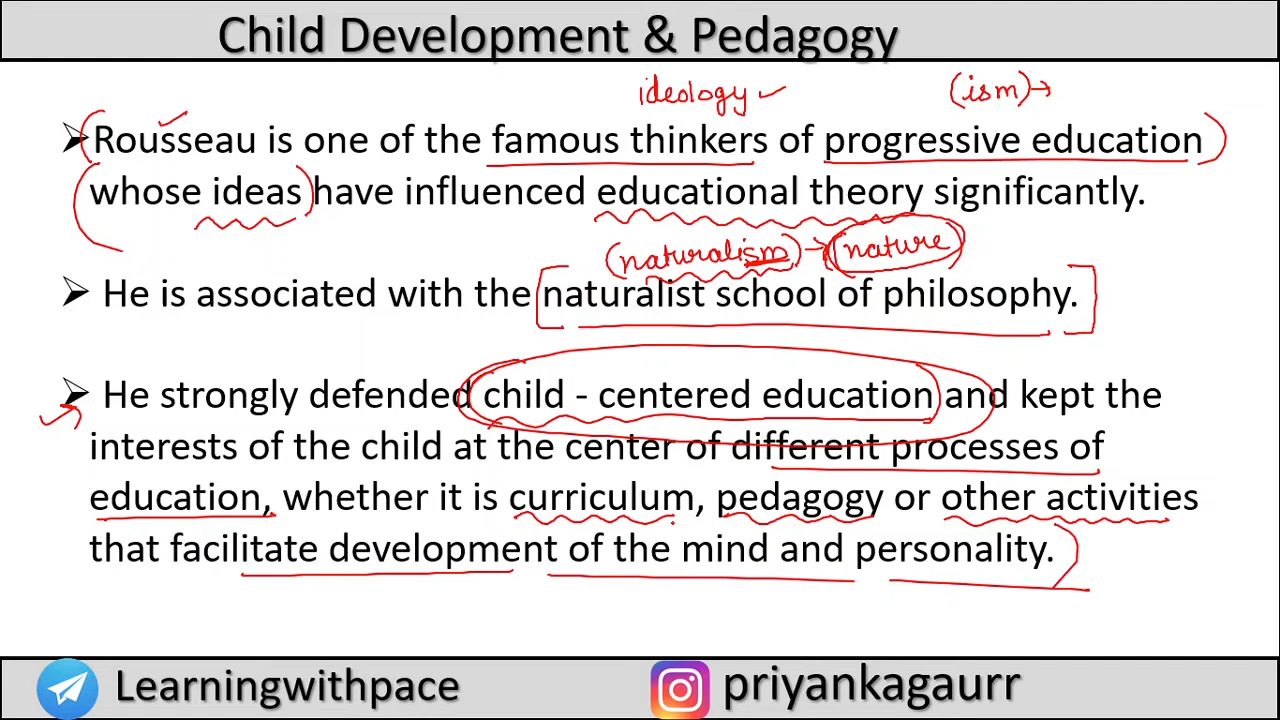 Child Development & Pedagogy
ideology (ism)→
➢ Rousseau is one of the famous thinkers of progressive education
whose ideas have influenced educational theory significantly.
(naturalism) → nature
➢ He is associated with the naturalist school of philosophy.
➢ He strongly defended child - centered education and kept the
interests of the child at the center of different processes of
education, whether it is curriculum, pedagogy or other activities
that facilitate development of the mind and personality.
Learningwithpace priyankagaurr